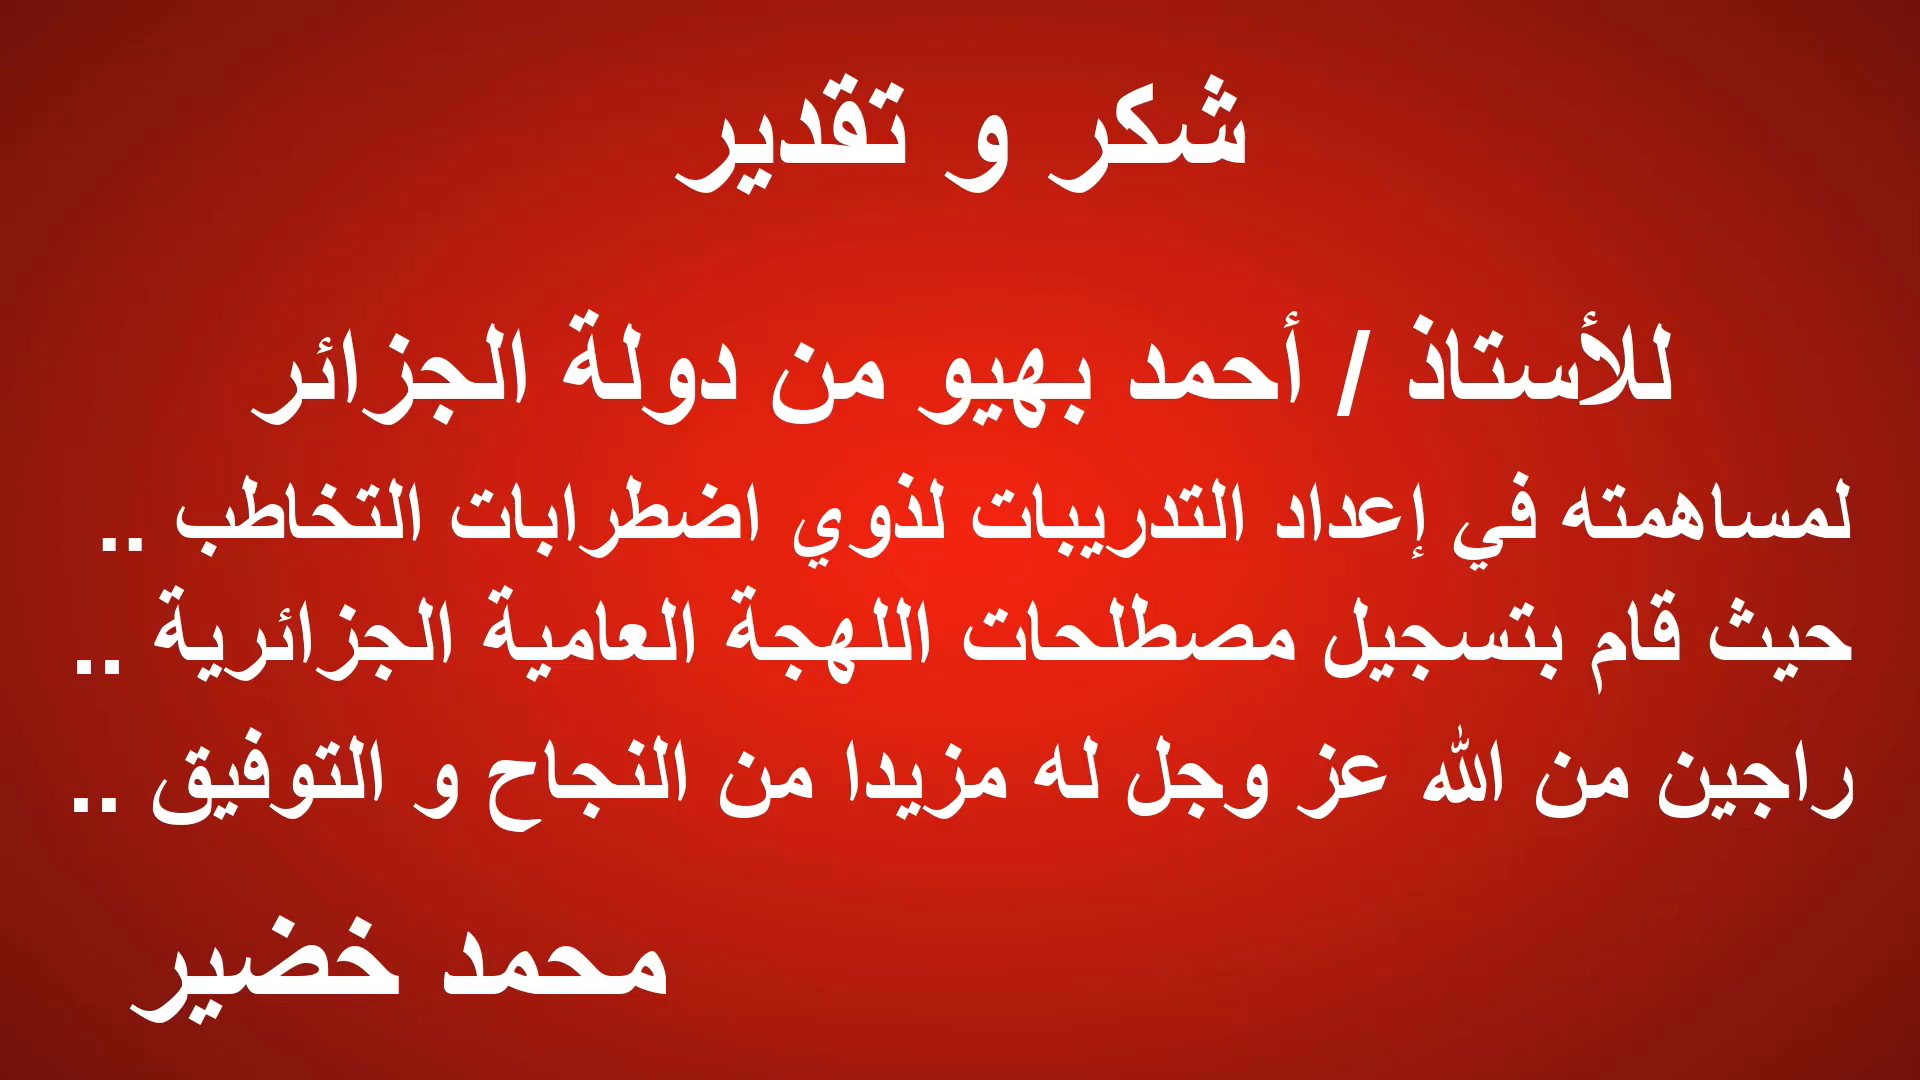 شكر و تقدير
للأستاذ / أحمد بهيو من دولة الجزائر
لمساهمته في إعداد التدريبات لذوي اضطرابات التخاطب ..
حيث قام بتسجيل مصطلحات اللهجة العامية الجزائرية ..
راجين من الله عز وجل له مزيدا من النجاح و التوفيق ..
محمد خضير